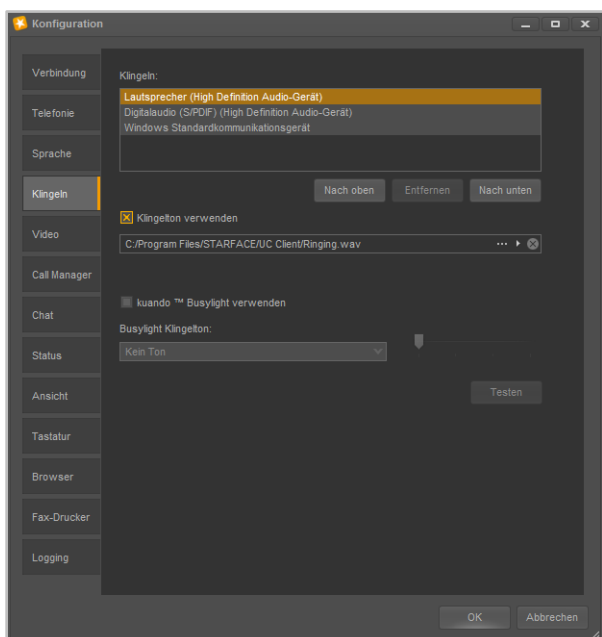 Konfiguration
Verbindung
Telefonie
Sprache
Klingeln
Video
Call Manager
Chat
Status
Ansicht
Tastatur
Browser
Fax-Drucker
Logging
Klingeln:
Lautsprecher (High Definition Audio-Gerät)
Digitalaudio (S/PDIF) (High Definition Audio-Gerät)
Windows Standardkommunikationsgerät
Nach oben Entfernen Nach unten
Klingelton verwenden
C:/Program Files/STARFACE/UC Client/Ringing.wav ...
kuando ™ Busylight verwenden
Busylight Klingelton:
Kein Ton
Testen
OK Abbrechen